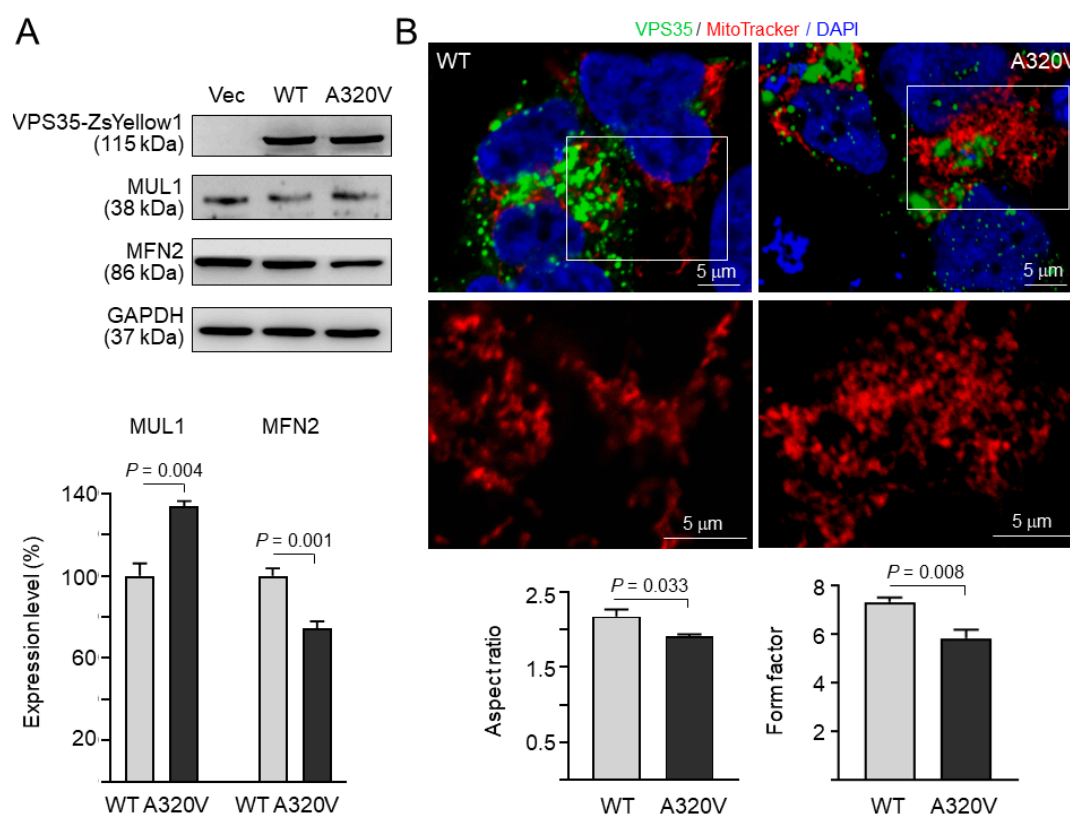 A
Vec WT A320V
VPS35-ZsYellow1
(115 kDa)
MUL1
(38 kDa)
MFN2
(86 kDa)
GAPDH
(37 kDa)
MUL1 MFN2
P = 0.004
P = 0.001
Expression level (%)
140
100
60
20
WT A320V WT A320V
B
VPS35 / MitoTracker / DAPI
WT
5 µm
A320V
5 µm
5 µm
5 µm
P = 0.033
Aspect ratio
2.5
1.5
0.5
WT A320V
P = 0.008
Form factor
8
6
4
2
WT A320V